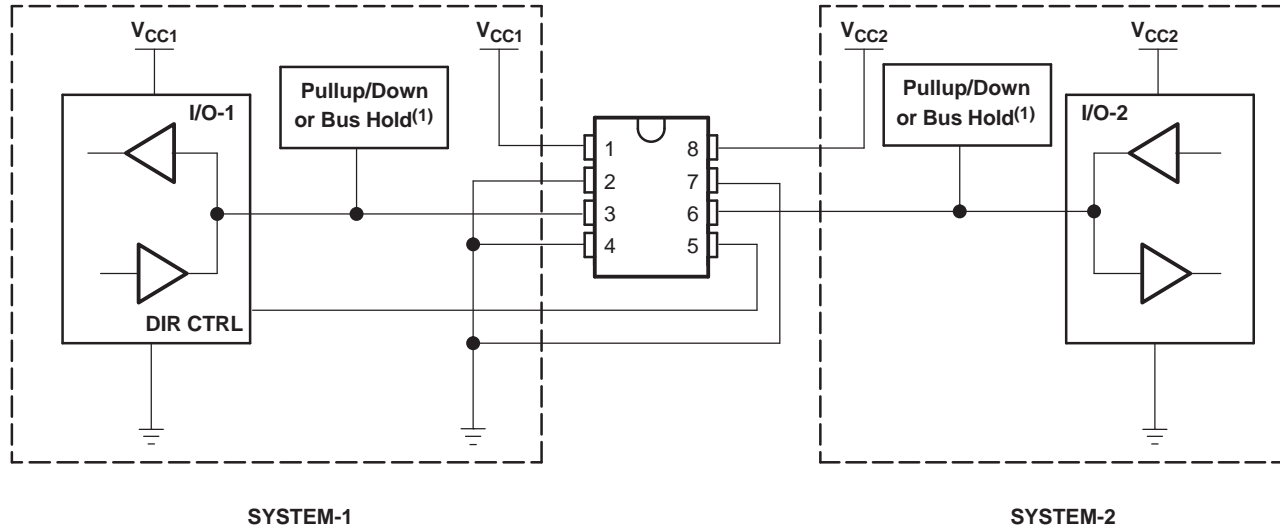 VCC1
VCC1
VCC2
VCC2
I/O-1
Pullup/Down
or Bus Hold(1)
Pullup/Down
or Bus Hold(1)
I/O-2
1 8
2 7
3 6
4 5
DIR CTRL
SYSTEM-1
SYSTEM-2